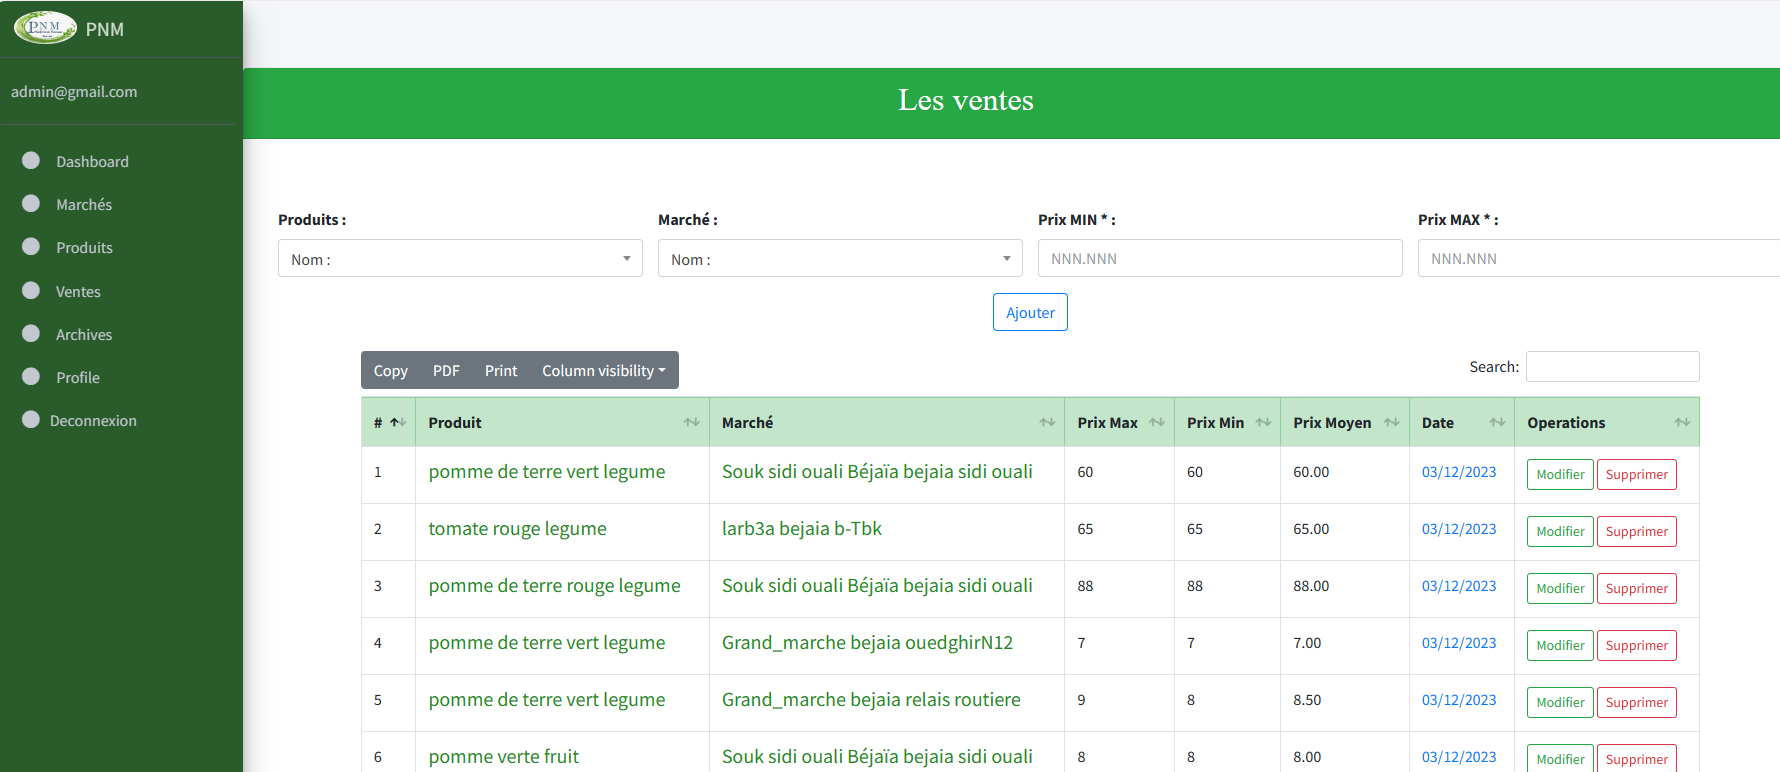 PNM
PNM
admin@gmail.com
Dashboard
Marchés
Produits
Ventes
Archives
Profile
Deconnexion
Les ventes
Produits : Marché : Prix MIN * : Prix MAX * :
Nom : Nom : NNN.NNN NNN.NNN
Ajouter
Copy PDF Print Column visibility Search:
# Produit Marché Prix Max Prix Min Prix Moyen Date Operations
1 pomme de terre vert legume Souk sidi ouali Béjaïa bejaia sidi ouali 60 60 60.00 03/12/2023 Modifier Supprimer
2 tomate rouge legume larb3a bejaia b-Tbk 65 65 65.00 03/12/2023 Modifier Supprimer
3 pomme de terre rouge legume Souk sidi ouali Béjaïa bejaia sidi ouali 88 88 88.00 03/12/2023 Modifier Supprimer
4 pomme de terre vert legume Grand_marche bejaia ouedghirN12 7 7 7.00 03/12/2023 Modifier Supprimer
5 pomme de terre vert legume Grand_marche bejaia relais routiere 9 8 8.50 03/12/2023 Modifier Supprimer
6 pomme verte fruit Souk sidi ouali Béjaïa bejaia sidi ouali 8 8 8.00 03/12/2023 Modifier Supprimer